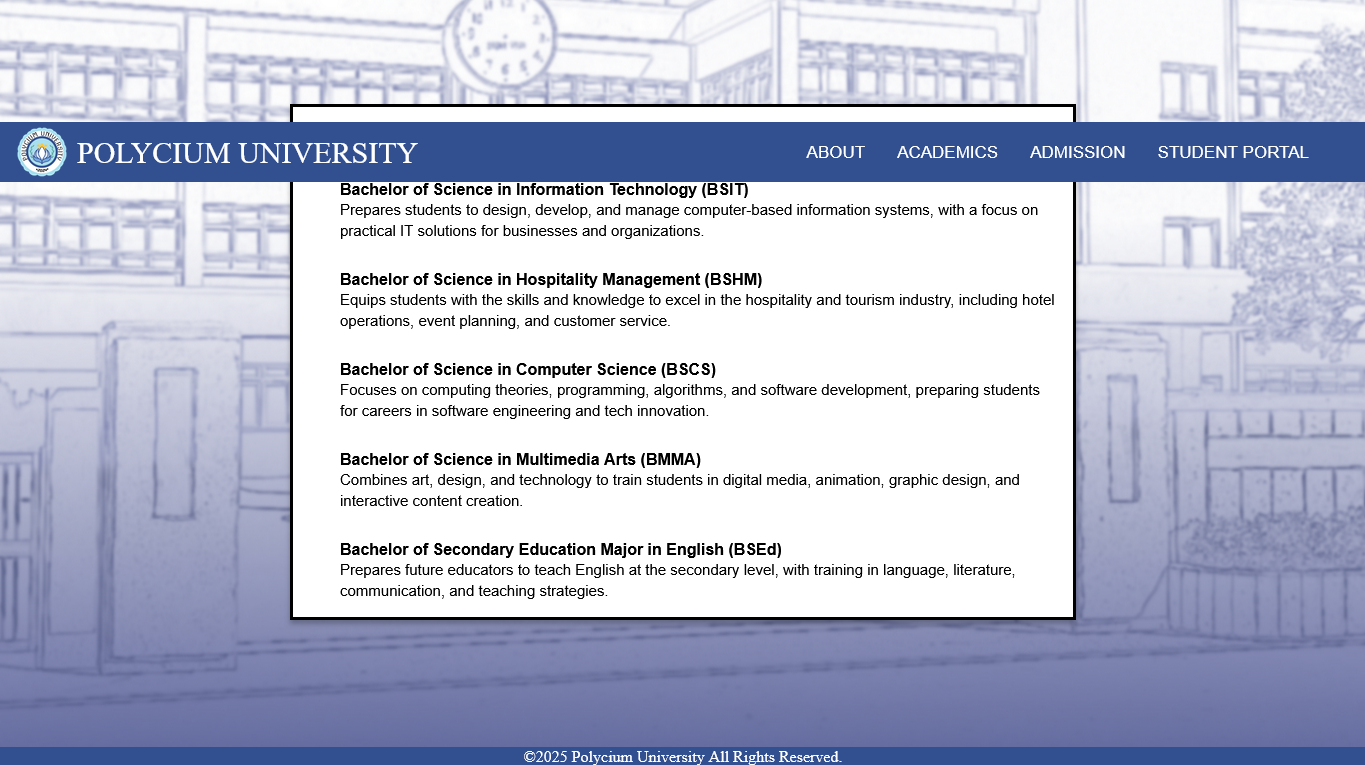 POLYCIUM UNIVERSITY
ABOUT ACADEMICS ADMISSION STUDENT PORTAL
Bachelor of Science in Information Technology (BSIT)
Prepares students to design, develop, and manage computer-based information systems, with a focus on
practical IT solutions for businesses and organizations.
Bachelor of Science in Hospitality Management (BSHM)
Equips students with the skills and knowledge to excel in the hospitality and tourism industry, including hotel
operations, event planning, and customer service.
Bachelor of Science in Computer Science (BSCS)
Focuses on computing theories, programming, algorithms, and software development, preparing students
for careers in software engineering and tech innovation.
Bachelor of Science in Multimedia Arts (BMMA)
Combines art, design, and technology to train students in digital media, animation, graphic design, and
interactive content creation.
Bachelor of Secondary Education Major in English (BSEd)
Prepares future educators to teach English at the secondary level, with training in language, literature,
communication, and teaching strategies.
©2025 Polycium University All Rights Reserved.